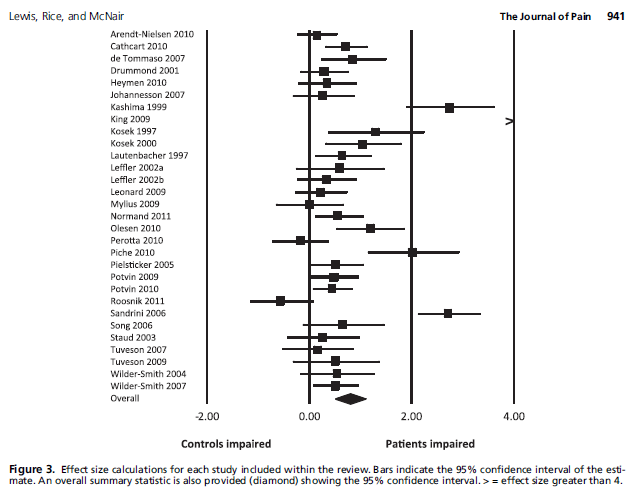 Lewis, Rice, and McNair The Journal of Pain 941
Arendt-Nielsen 2010
Cathcart 2010
de Tommaso 2007
Drummond 2001
Heymen 2010
Johannesson 2007
Kashima 1999
King 2009 >
Kosek 1997
Kosek 2000
Lautenbacher 1997
Leffler 2002a
Leffler 2002b
Leonard 2009
Mylius 2009
Normand 2011
Olesen 2010
Perotta 2010
Piche 2010
Pielsticker 2005
Potvin 2009
Potvin 2010
Roosnik 2011
Sandrini 2006
Song 2006
Staud 2003
Tuveson 2007
Tuveson 2009
Wilder-Smith 2004
Wilder-Smith 2007
Overall
-2.00 0.00 2.00 4.00
Controls impaired Patients impaired
Figure 3. Effect size calculations for each study included within the review. Bars indicate the 95% confidence interval of the esti-
mate. An overall summary statistic is also provided (diamond) showing the 95% confidence interval. > = effect size greater than 4.